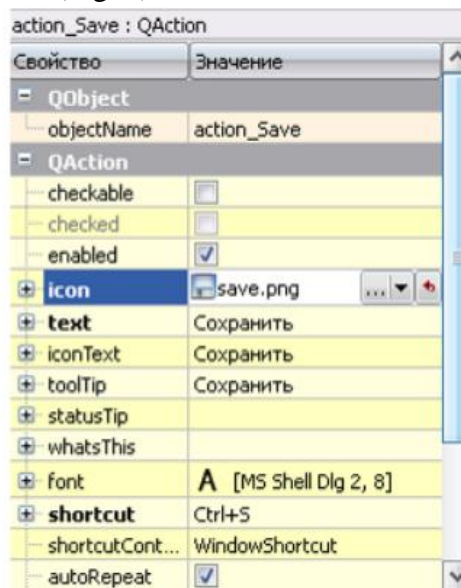 action_Save : QAction
Свойство Значение
QObject
objectName action_Save
QAction
checkable
checked
enabled
icon save.png ...
text Сохранить
iconText Сохранить
toolTip Сохранить
statusTip
whatsThis
font A [MS Shell Dlg 2, 8]
shortcut Ctrl+S
shortcutCont... WindowShortcut
autoRepeat